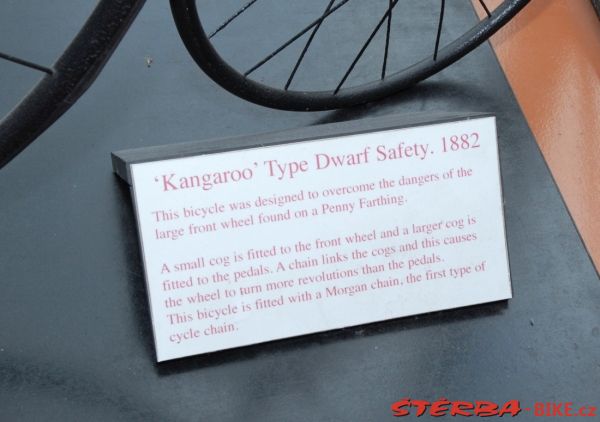 'Kangaroo' Type Dwarf Safety. 1882
This bicycle was designed to overcome the dangers of the
large front wheel found on a Penny Farthing.
A small cog is fitted to the front wheel and a larger cog is
fitted to the pedals. A chain links the cogs and this causes
the wheel to turn more revolutions than the pedals.
This bicycle is fitted with a Morgan chain, the first type of
cycle chain.
ŠTĚRBA-BIKE.cz